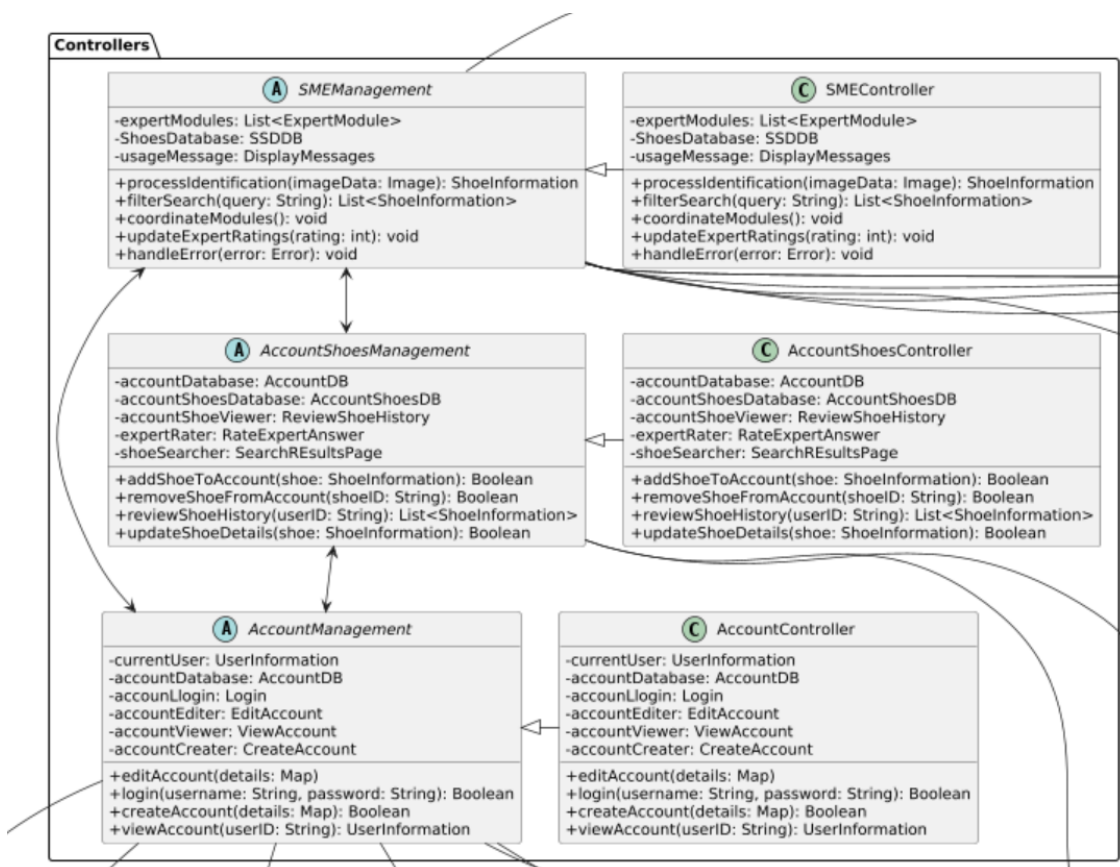 Controllers
A SMEManagement
-expertModules: List<ExpertModule>
-ShoesDatabase: SSDDB
-usageMessage: DisplayMessages
+processIdentification(imageData: Image): ShoeInformation
+filterSearch(query: String): List<ShoeInformation>
+coordinateModules(): void
+updateExpertRatings(rating: int): void
+handleError(error: Error): void
C SMEController
-expertModules: List<ExpertModule>
-ShoesDatabase: SSDDB
-usageMessage: DisplayMessages
+processIdentification(imageData: Image): ShoeInformation
+filterSearch(query: String): List<ShoeInformation>
+coordinateModules(): void
+updateExpertRatings(rating: int): void
+handleError(error: Error): void
A AccountShoesManagement
-accountDatabase: AccountDB
-accountShoesDatabase: AccountShoesDB
-accountShoeViewer: ReviewShoeHistory
-expertRater: RateExpertAnswer
-shoeSearcher: SearchREsultsPage
+addShoeToAccount(shoe: ShoeInformation): Boolean
+removeShoeFromAccount(shoeID: String): Boolean
+reviewShoeHistory(userID: String): List<ShoeInformation>
+updateShoeDetails(shoe: ShoeInformation): Boolean
C AccountShoesController
-accountDatabase: AccountDB
-accountShoesDatabase: AccountShoesDB
-accountShoeViewer: ReviewShoeHistory
-expertRater: RateExpertAnswer
-shoeSearcher: SearchREsultsPage
+addShoeToAccount(shoe: ShoeInformation): Boolean
+removeShoeFromAccount(shoeID: String): Boolean
+reviewShoeHistory(userID: String): List<ShoeInformation>
+updateShoeDetails(shoe: ShoeInformation): Boolean
A AccountManagement
-currentUser: UserInformation
-accountDatabase: AccountDB
-accounLlogin: Login
-accountEditer: EditAccount
-accountViewer: ViewAccount
-accountCreater: CreateAccount
+editAccount(details: Map)
+login(username: String, password: String): Boolean
+createAccount(details: Map): Boolean
+viewAccount(userID: String): UserInformation
C AccountController
-currentUser: UserInformation
-accountDatabase: AccountDB
-accounLlogin: Login
-accountEditer: EditAccount
-accountViewer: ViewAccount
-accountCreater: CreateAccount
+editAccount(details: Map)
+login(username: String, password: String): Boolean
+createAccount(details: Map): Boolean
+viewAccount(userID: String): UserInformation